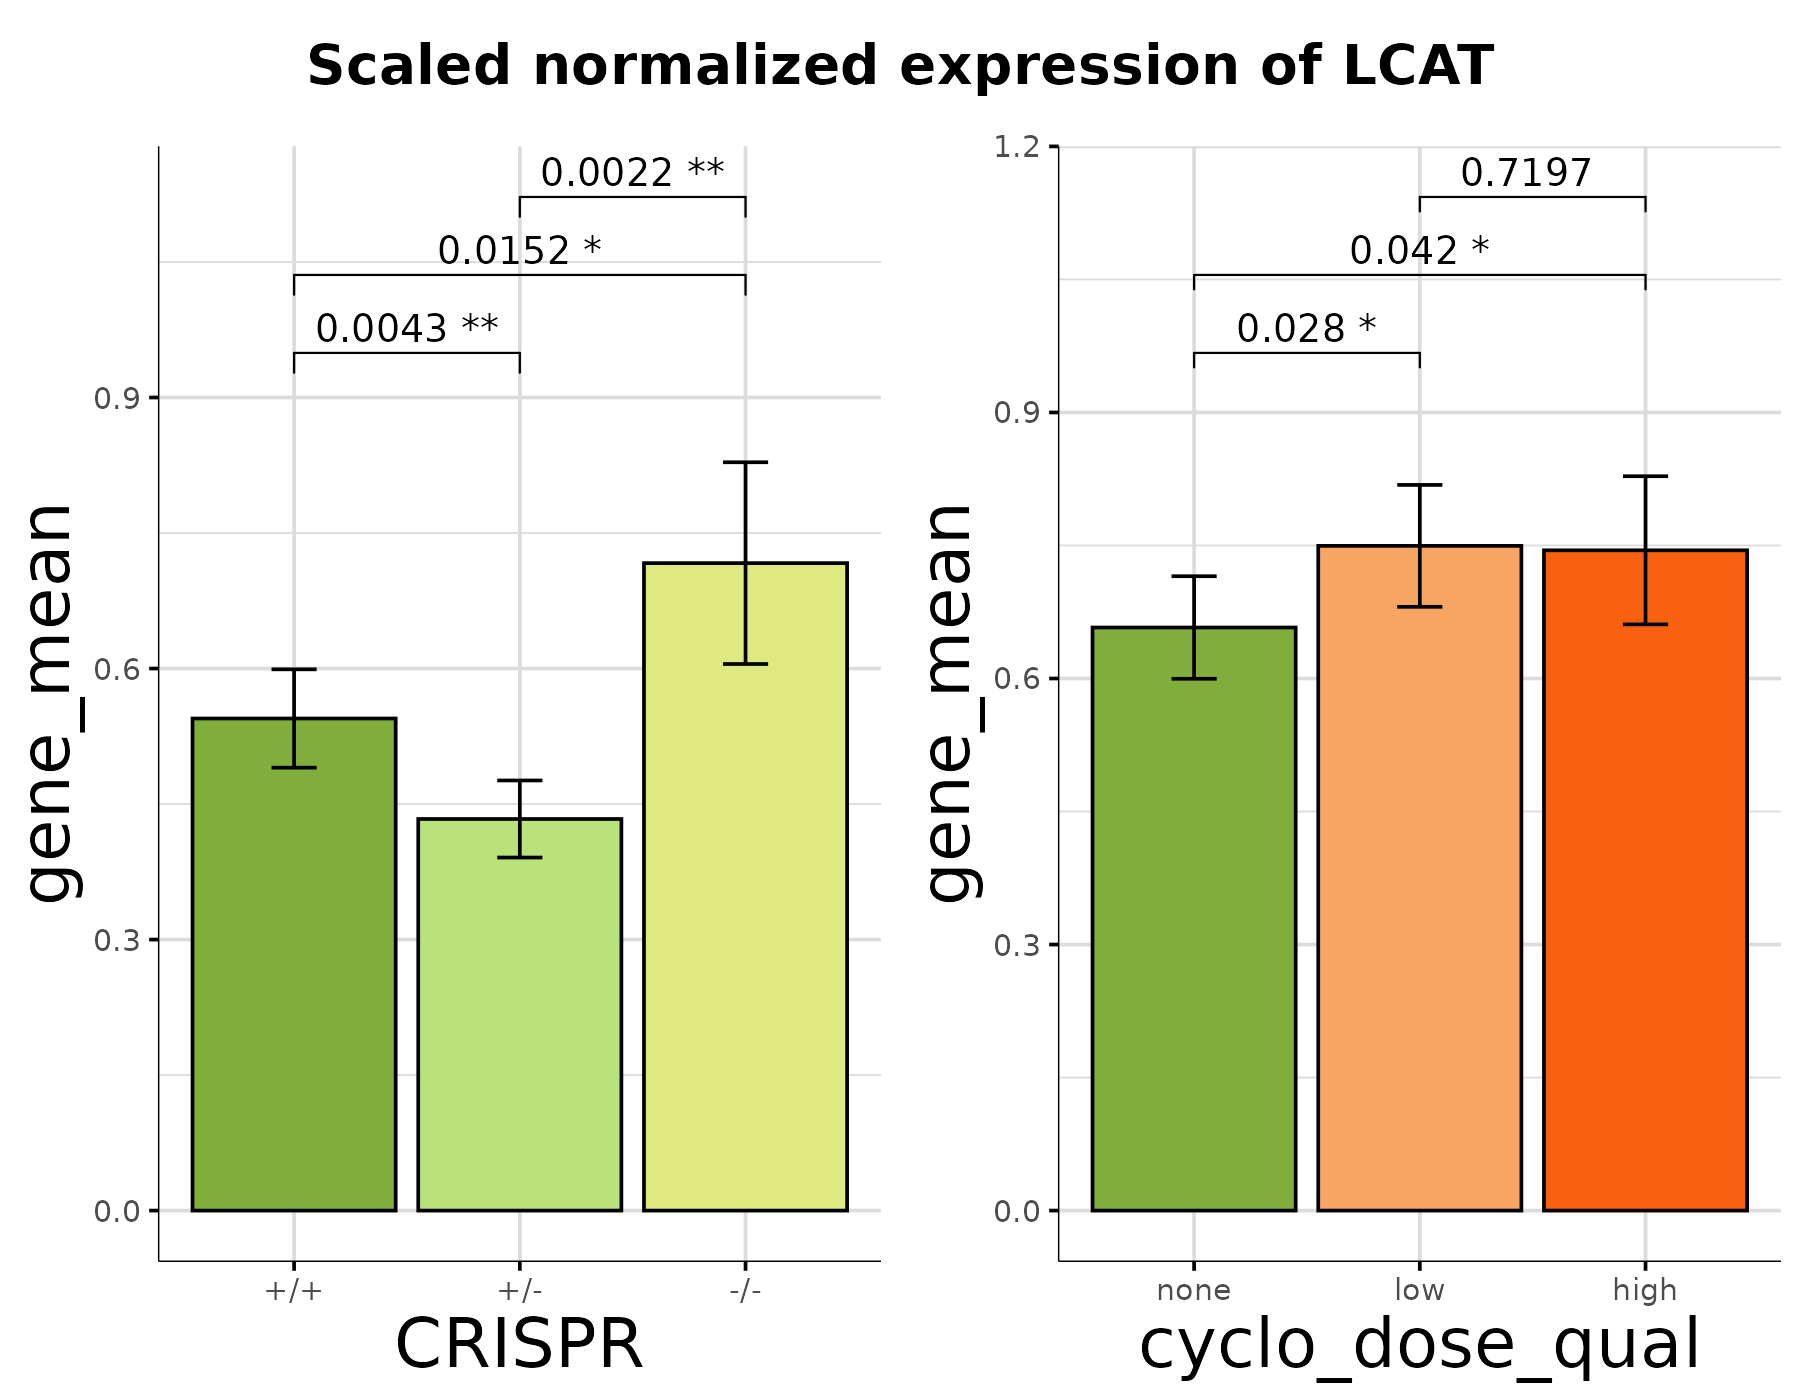 Scaled normalized expression of LCAT
gene_mean
0.9
0.6
0.3
0.0
0.0022 **
0.0152 *
0.0043 **
+/+ +/- -/-
CRISPR
gene_mean
1.2
0.9
0.6
0.3
0.0
0.7197
0.042 *
0.028 *
none low high
cyclo_dose_qual